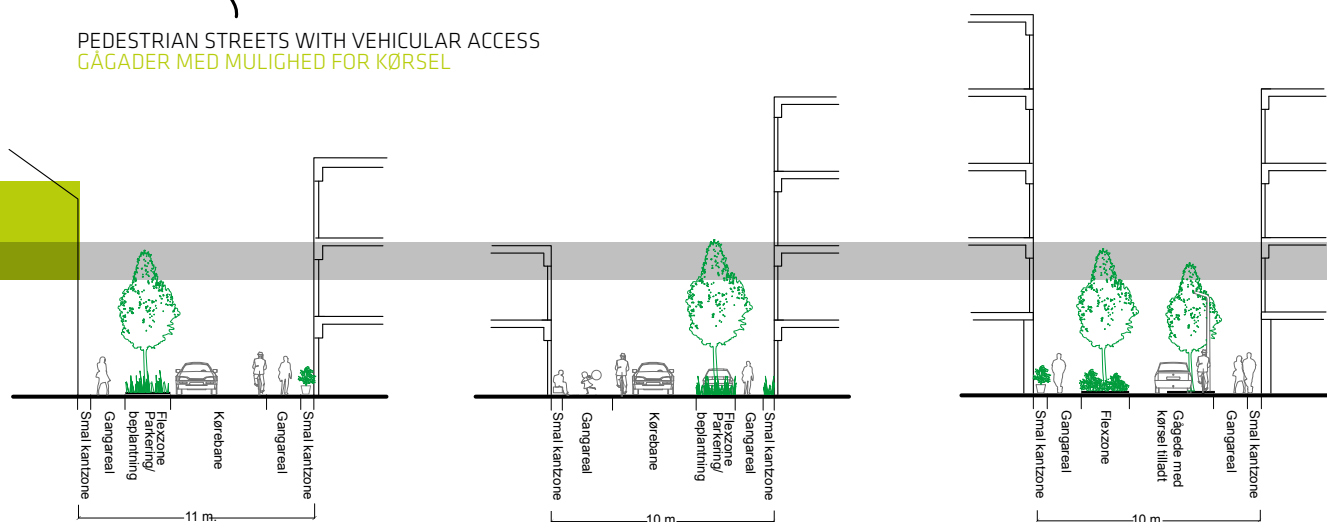 PEDESTRIAN STREETS WITH VEHICULAR ACCESS
GÅGADER MED MULIGHED FOR KØRSEL
Smal kantzone
Gangareal
Flexzone
Parkering/
beplantning
Kørebane
Gangareal
Smal kantzone
11 m.
Smal kantzone
Gangareal
Kørebane
Flexzone
Parkering/
beplantning
Gangareal
Smal kantzone
10 m
Smal kantzone
Gangareal
Flexzone
Gågede med
kørsel tilladt
Gangareal
Smal kantzone
10 m